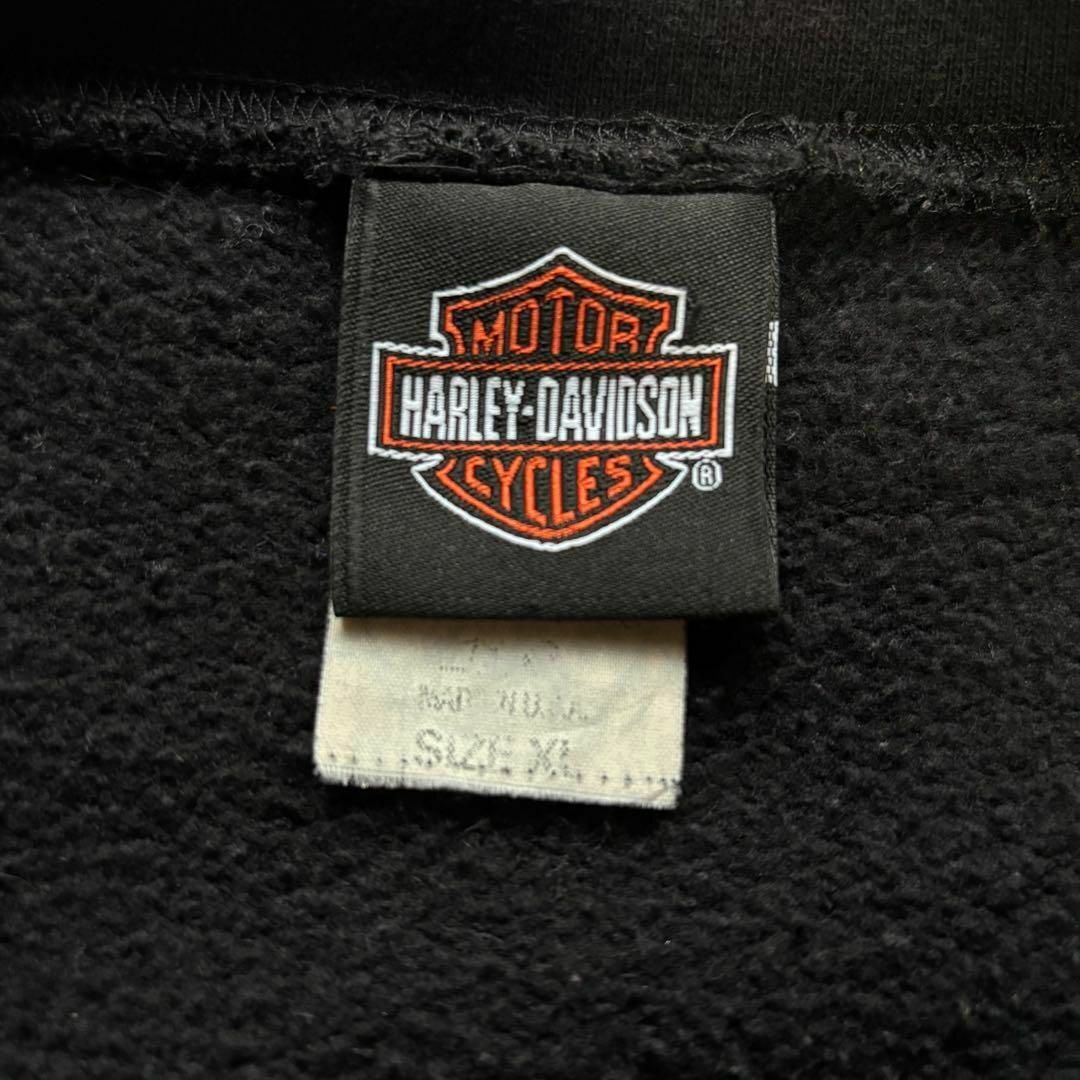 MOTOR
HARLEY-DAVIDSON
CYCLES
®
SIZE XL